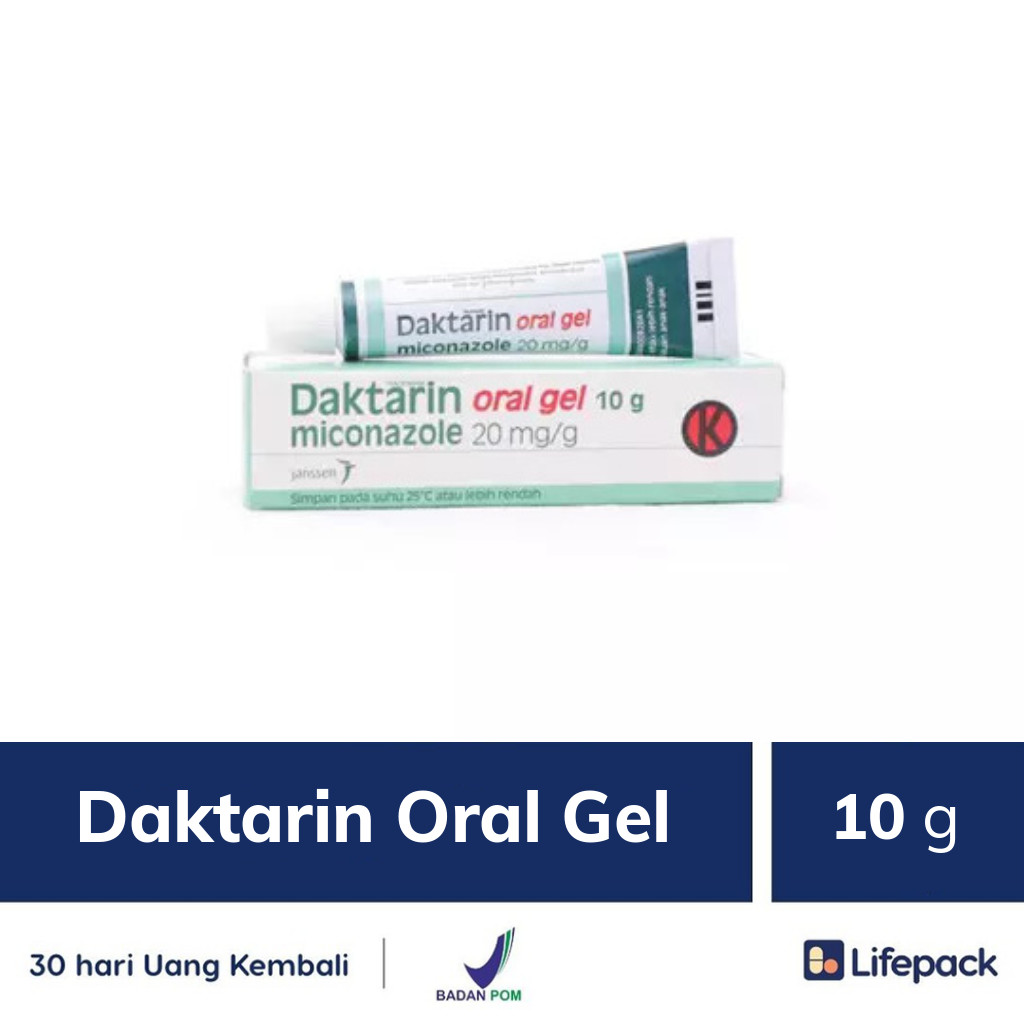 Daktarin oral gel
miconazole 20 mg/g
Daktarin oral gel 10 g
miconazole 20 mg/g
K
janssen
Simpan pada suhu 25°C atau lebih rendah
Daktarin Oral Gel
10 g
30 hari Uang Kembali
BADAN POM
Lifepack